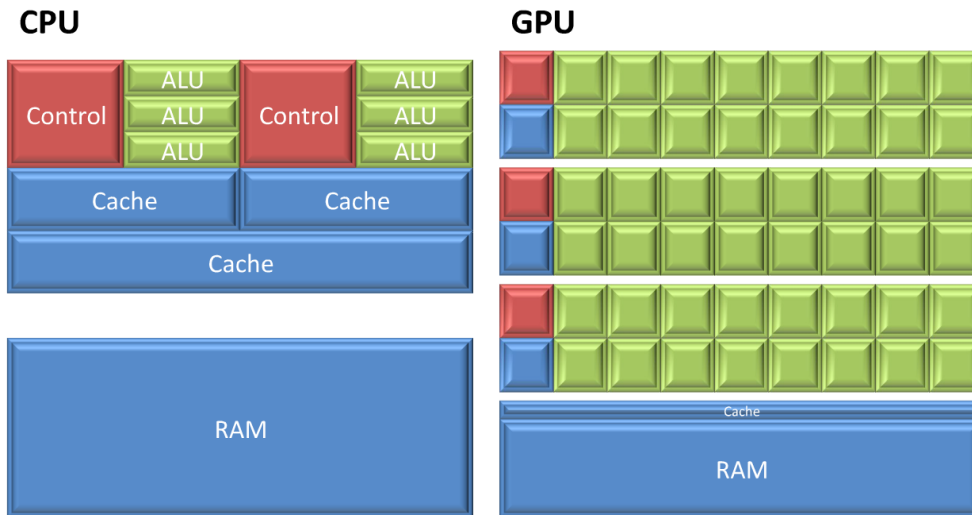 CPU
GPU
Control
ALU
ALU
ALU
Control
ALU
ALU
ALU
Cache
Cache
Cache
RAM
Cache
RAM